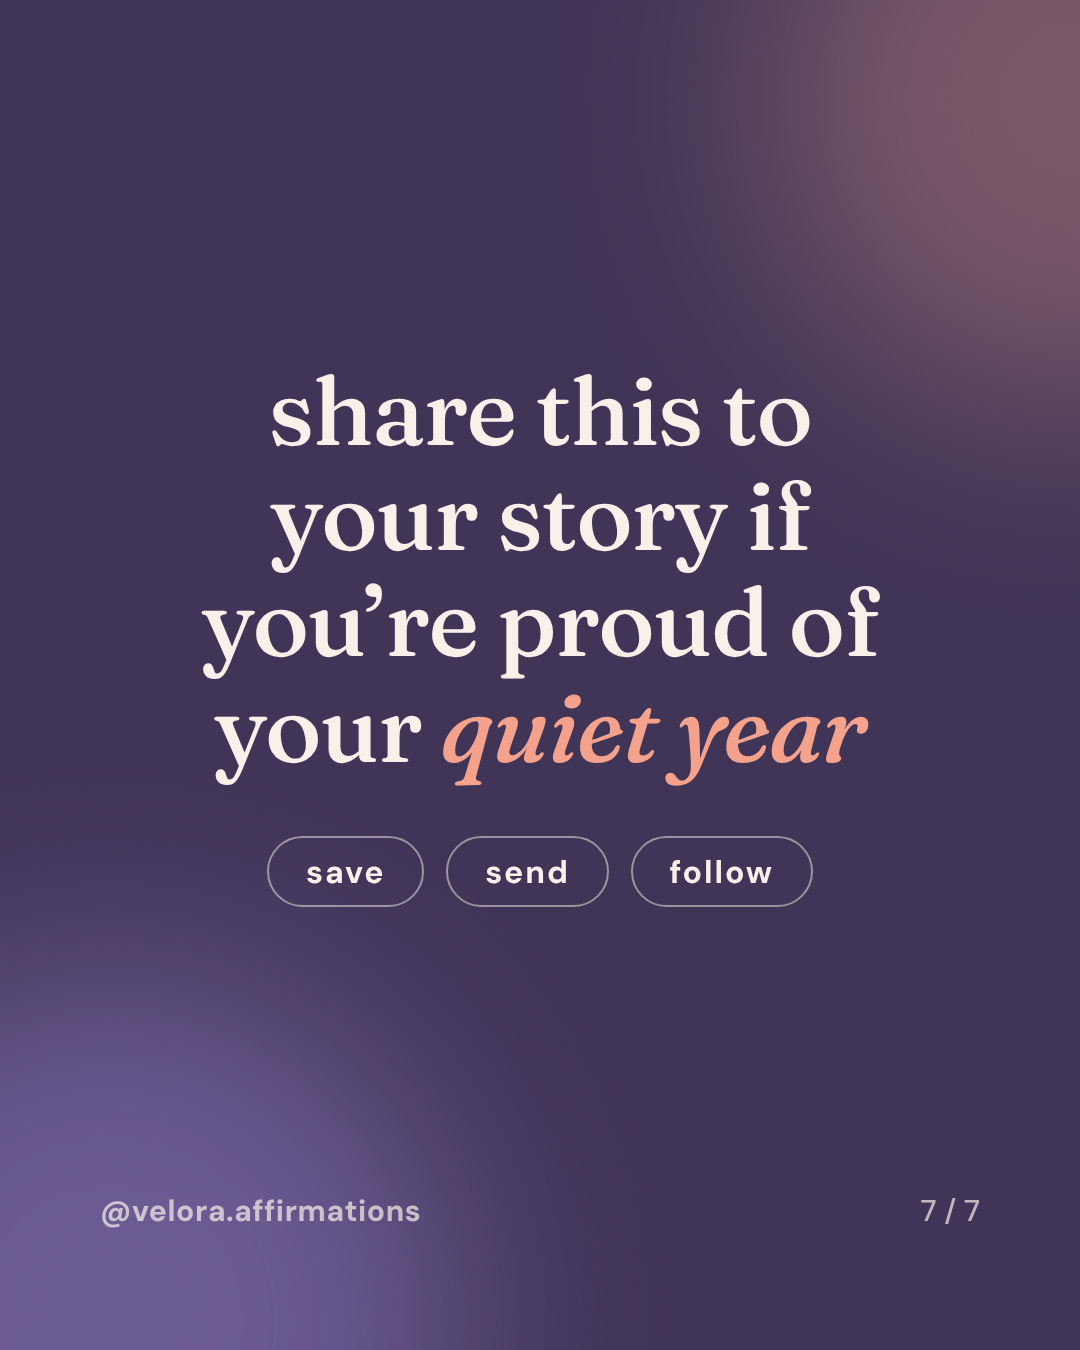 share this to
your story if
you’re proud of
your quiet year
save send follow
@velora.affirmations 7 / 7